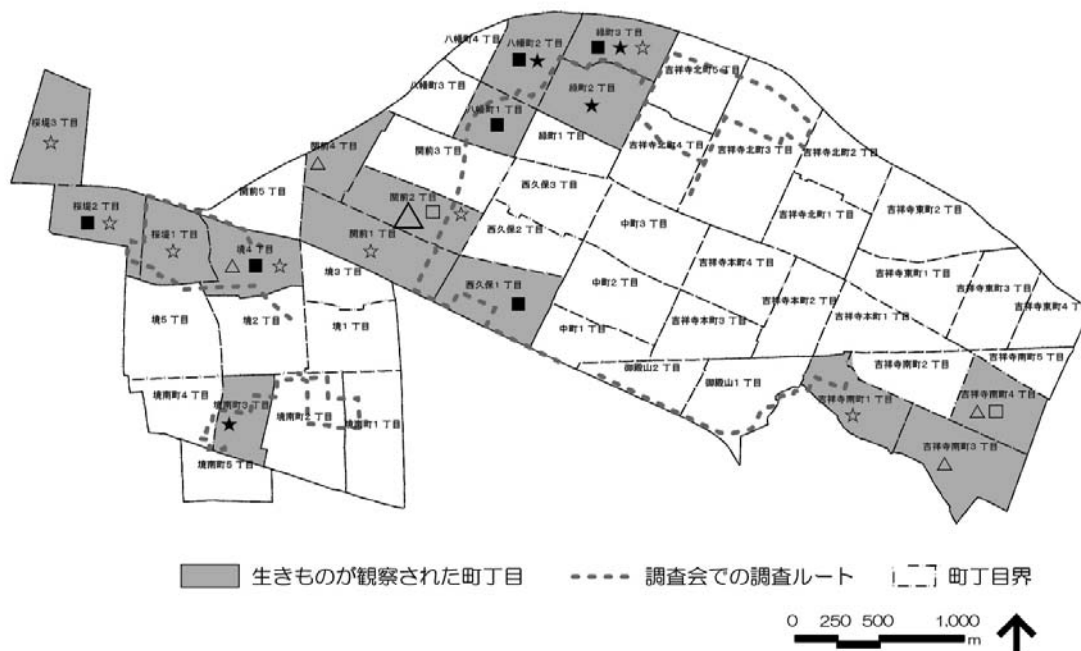 八幡町4 丁目
八幡町2 丁目
■ ★
緑町3 丁目
■ ★ ☆
吉祥寺北町5 丁目
八幡町3 丁目
緑町2 丁目
★
八幡町1 丁目
■
桜堤3 丁目
☆
関前4 丁目
△
関前3 丁目
緑町1 丁目
吉祥寺北町4 丁目
吉祥寺北町3 丁目
吉祥寺北町2 丁目
関前5 丁目
関前2 丁目
△ □ ☆
西久保3 丁目
西久保2 丁目
中町3 丁目
吉祥寺北町1 丁目
吉祥寺東町2 丁目
桜堤2 丁目
■ ☆
桜堤1 丁目
☆
境4 丁目
△ ■ ☆
関前1 丁目
☆
境3 丁目
西久保1 丁目
■
中町2 丁目
吉祥寺本町4 丁目
吉祥寺東町1 丁目
吉祥寺東町3 丁目
吉祥寺東町4 丁目
境5 丁目
境2 丁目
境1 丁目
中町1 丁目
吉祥寺本町3 丁目
吉祥寺本町2 丁目
吉祥寺本町1 丁目
御殿山2 丁目
御殿山1 丁目
吉祥寺南町2 丁目
吉祥寺南町5 丁目
境南町4 丁目
境南町3 丁目
★
境南町2 丁目
境南町1 丁目
吉祥寺南町1 丁目
☆
吉祥寺南町4 丁目
△ □
吉祥寺南町3 丁目
△
境南町5 丁目
生きものが観察された町丁目 調査会での調査ルート 町丁目界
0 250 500 1.000
m